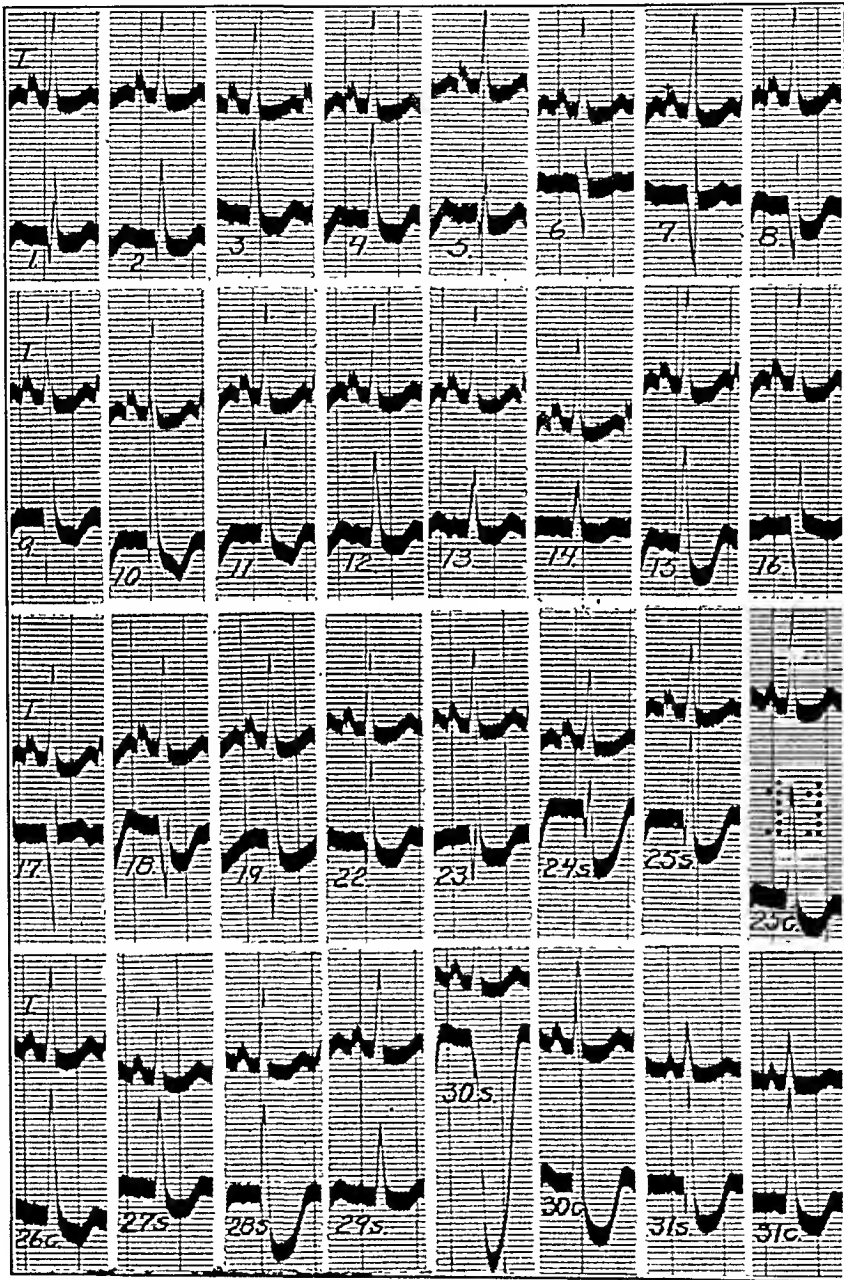 I
1. 2. 3. 4. 5. 6. 7. 8.
I
9 10. 11. 12. 13. 14. 15. 16.
I
17. 18. 19. 22. 23. 24s. 25s. 25c.
I
26c. 27s. 28s. 29s. 30s. 30c. 31s. 31c.